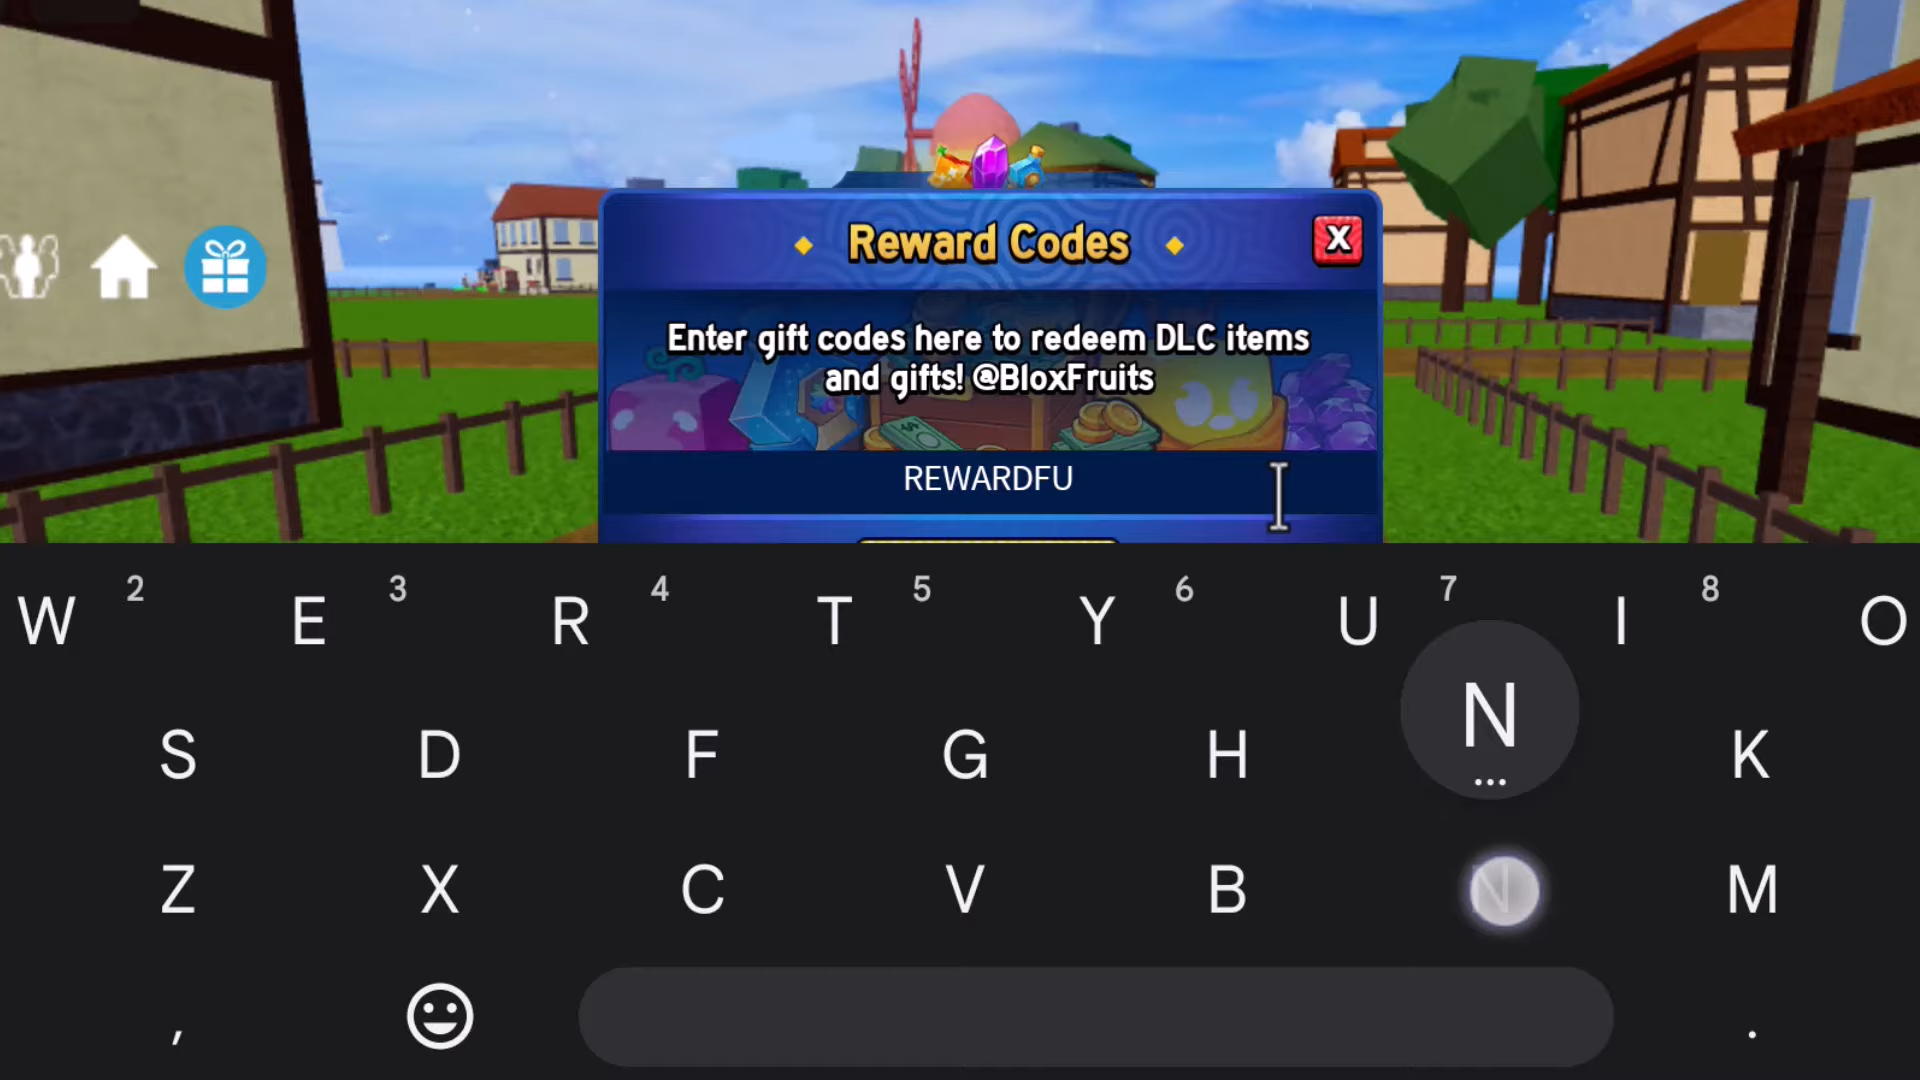 Reward Codes
X
Enter gift codes here to redeem DLC items
and gifts! @BloxFruits
REWARDFU
2 3 4 5 6 7 8
W E R T Y U I O
N
...
S D F G H K
Z X C V B N M
, .